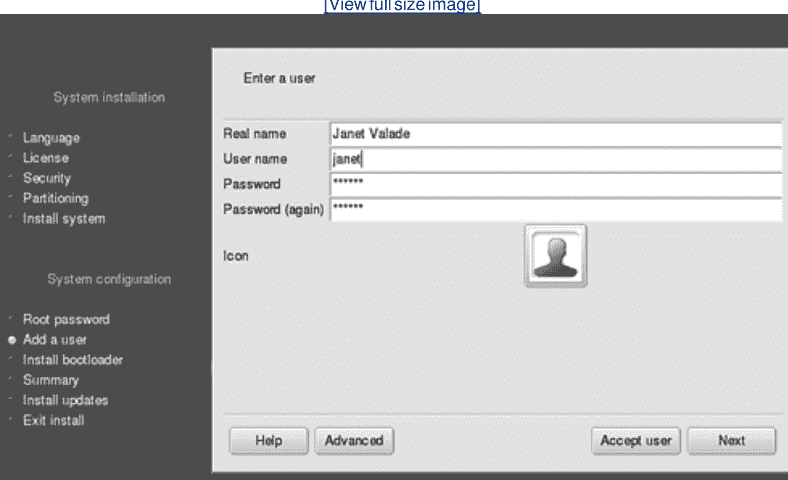 [View full size image]
Enter a user
System installation
Language
License
Security
Partitioning
Install system
System configuration
Root password
Add a user
Install bootloader
Summary
Install updates
Exit install
Real name Janet Valade
User name janet
Password ******
Password (again) ******
Icon
Help Advanced Accept user Next